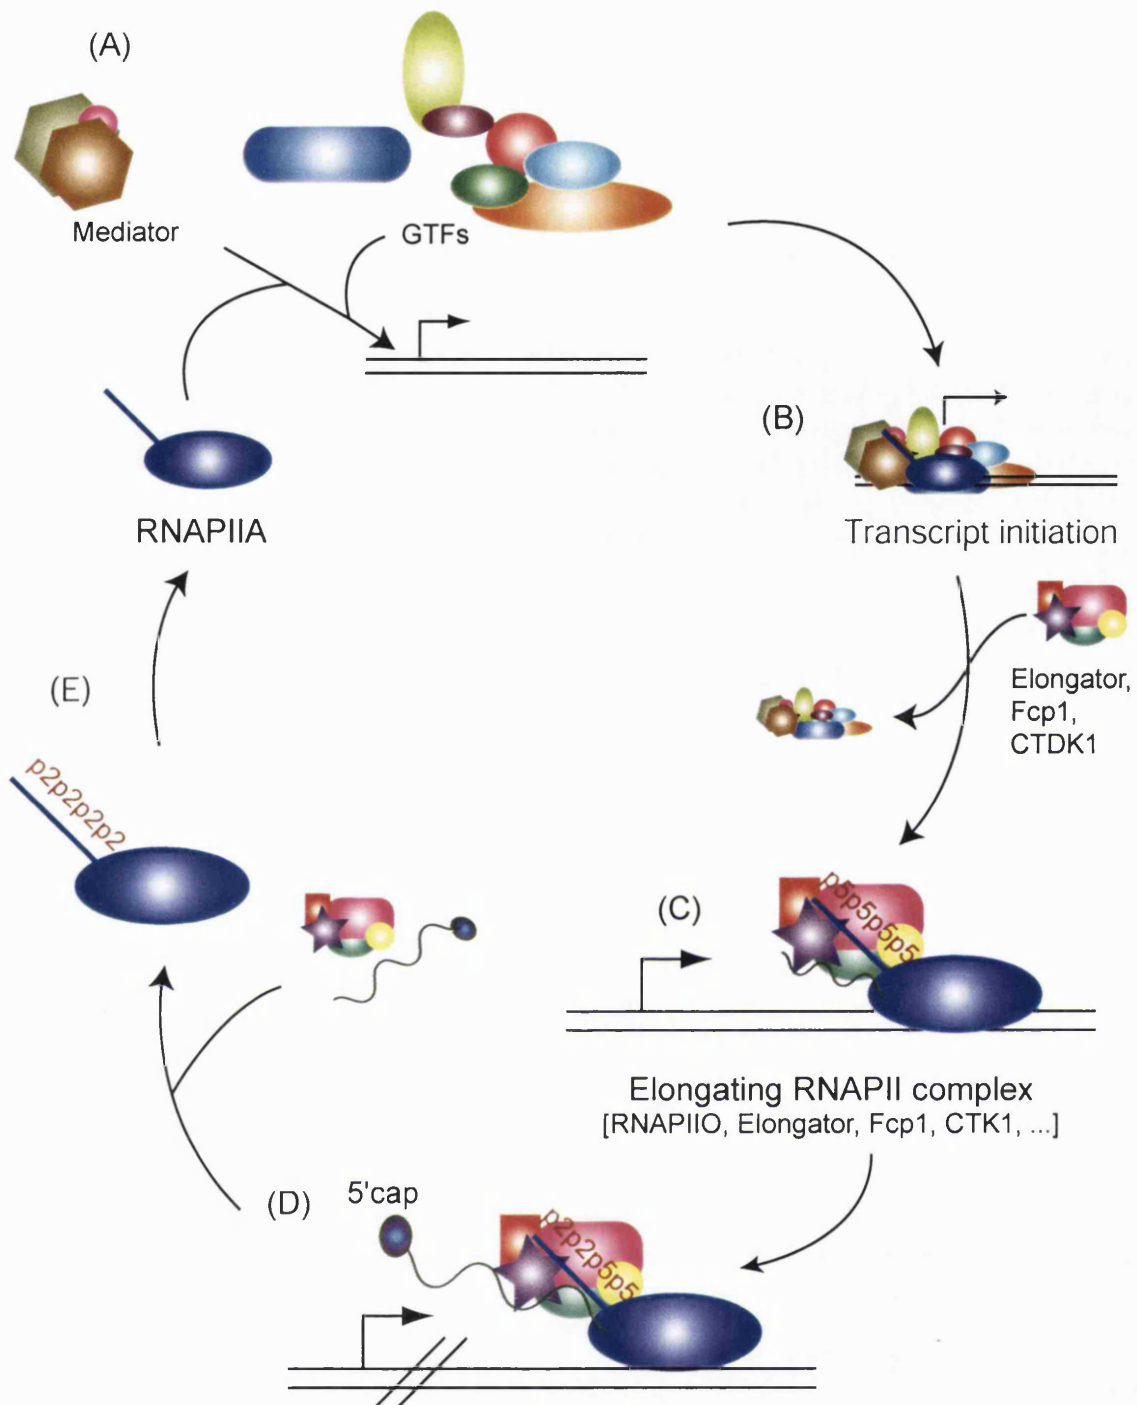 (A)
Mediator
GTFs
RNAPIIA
(B)
Transcript initiation
Elongator,
Fcp1,
CTDK1
(E)
p2p2p2p2
(C)
p5p5p5p5
Elongating RNAPII complex
[RNAPIIO, Elongator, Fcp1, CTK1, ...]
(D)
5'cap
p2p2p5p5